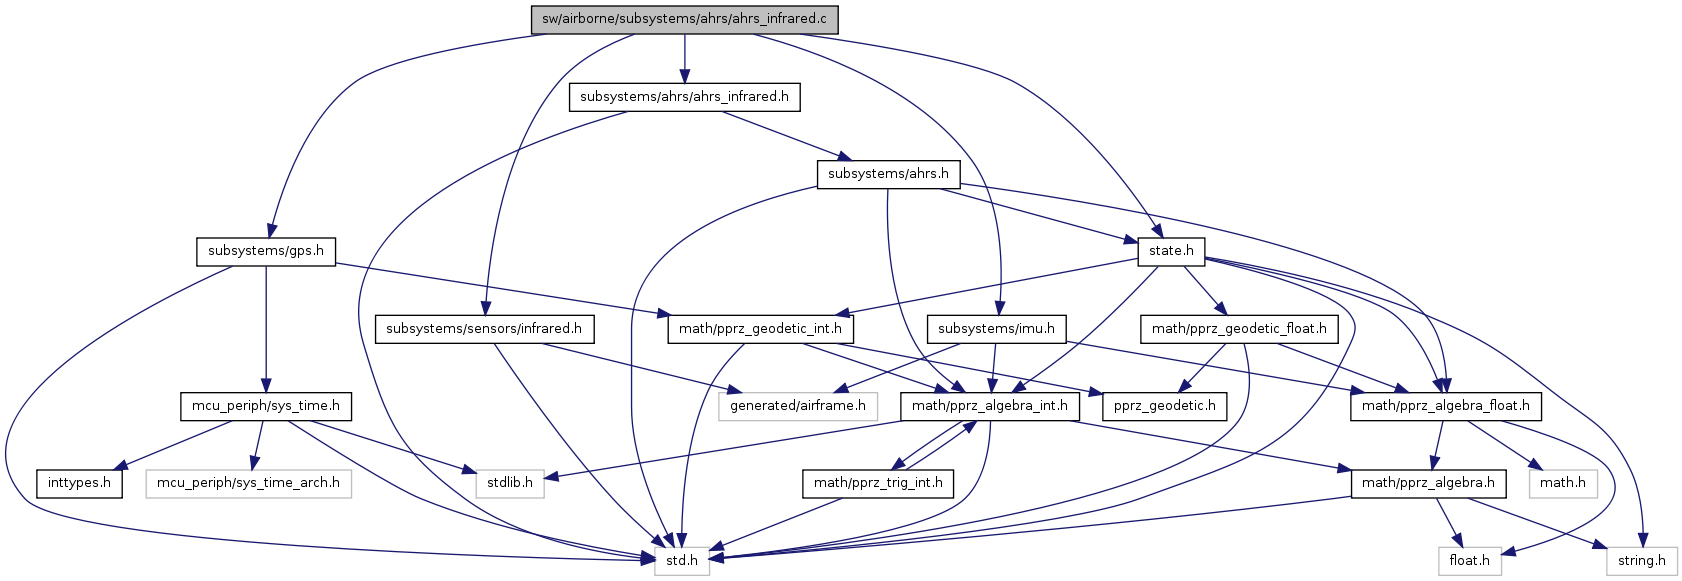 sw/airborne/subsystems/ahrs/ahrs_infrared.c
subsystems/ahrs/ahrs_infrared.h
subsystems/ahrs.h
subsystems/gps.h
state.h
subsystems/sensors/infrared.h
math/pprz_geodetic_int.h
subsystems/imu.h
math/pprz_geodetic_float.h
mcu_periph/sys_time.h
generated/airframe.h
math/pprz_algebra_int.h
pprz_geodetic.h
math/pprz_algebra_float.h
inttypes.h
mcu_periph/sys_time_arch.h
stdlib.h
math/pprz_trig_int.h
math/pprz_algebra.h
math.h
std.h
float.h
string.h